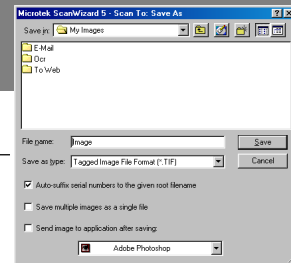 Microtek ScanWizard 5 - Scan To: Save As
Save in: My Images
E-Mail
Ocr
To Web
File name: Image
Save
Save as type: Tagged Image File Format (*.TIF)
Cancel
Auto-suffix serial numbers to the given root filename
Save multiple images as a single file
Send image to application after saving:
Adobe Photoshop